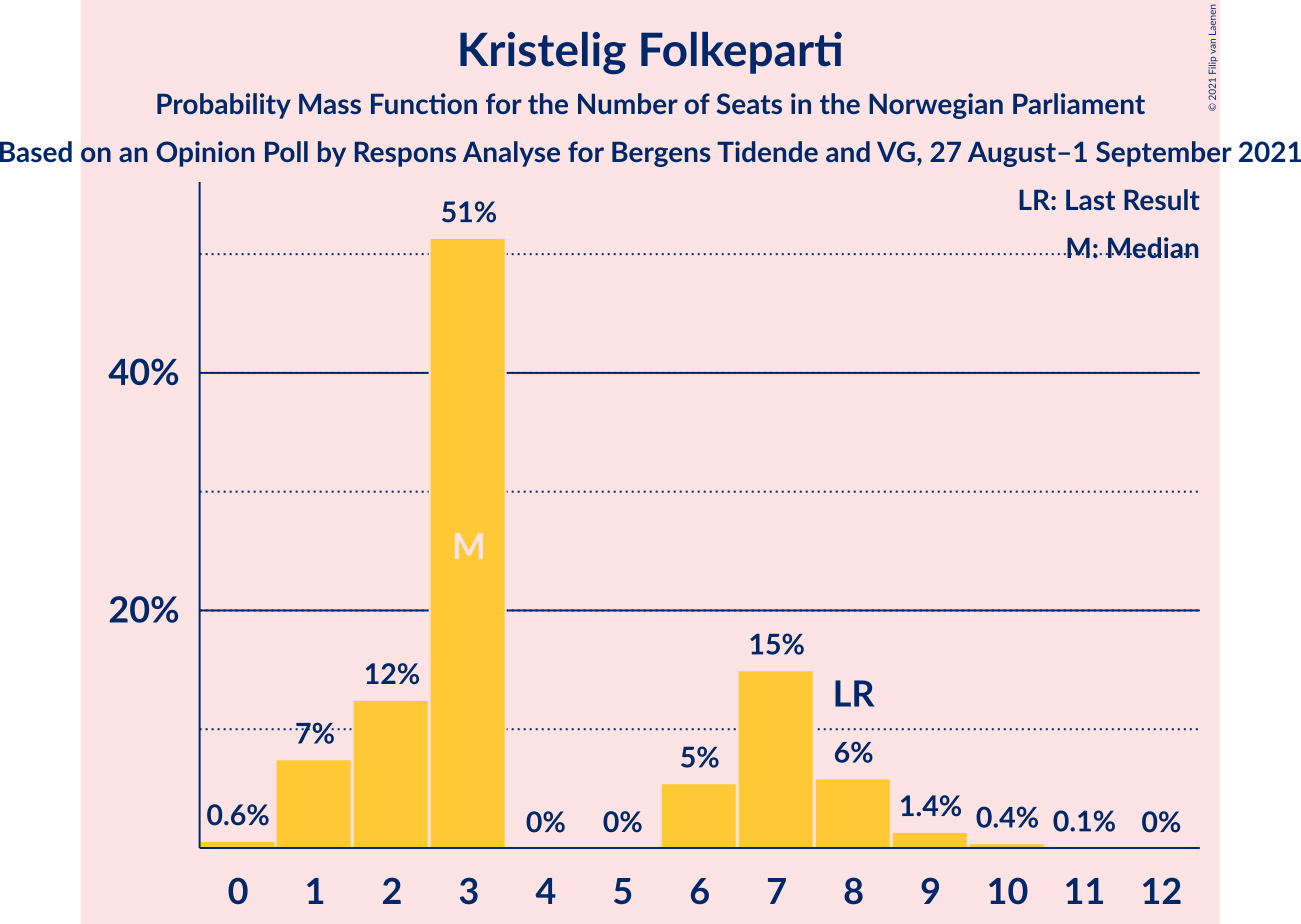 Kristelig Folkeparti
Probability Mass Function for the Number of Seats in the Norwegian Parliament
Based on an Opinion Poll by Respons Analyse for Bergens Tidende and VG, 27 August–1 September 2021
© 2021 Filip van Laenen
LR: Last Result
M: Median
51%
40%
M
20%
15%
12%
LR
7%
5%
6%
0.6%
0%
0%
1.4%
0.4%
0.1%
0%
0 1 2 3 4 5 6 7 8 9 10 11 12